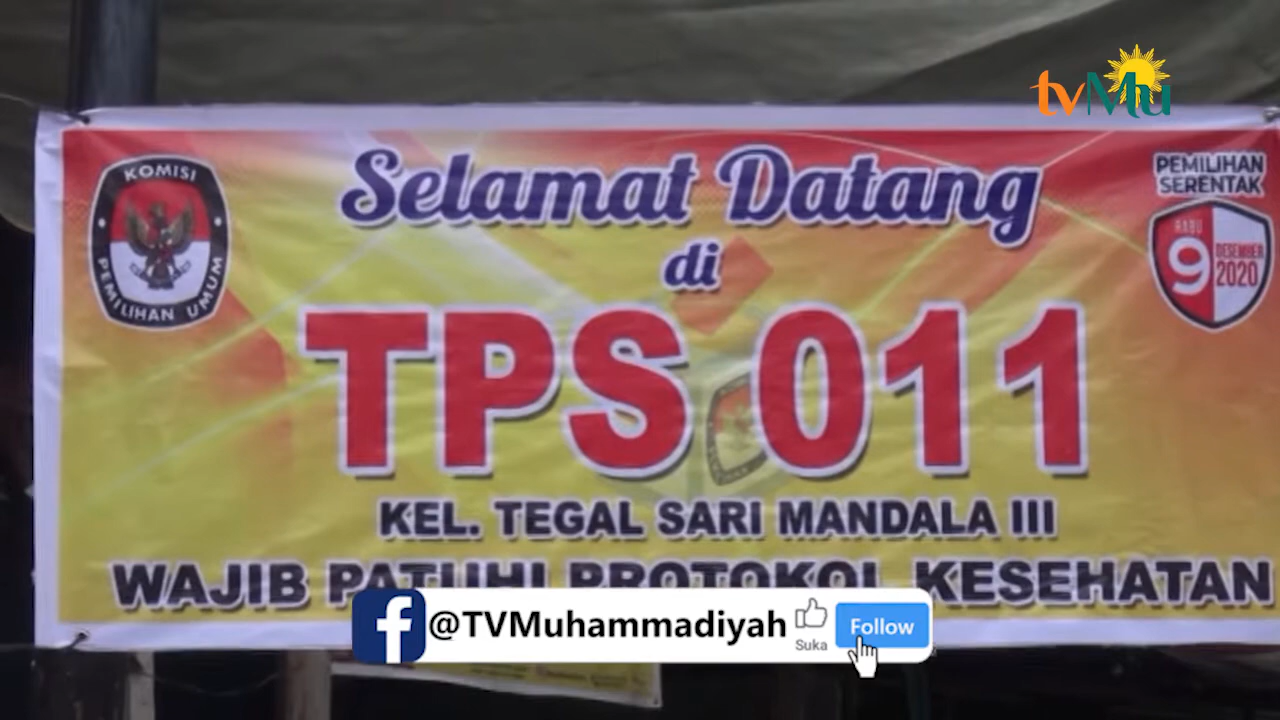 tvMu
KOMISI
PEMILIHAN UMUM
Selamat Datang
di
TPS 011
KEL. TEGAL SARI MANDALA III
WAJIB PATUHI PROTOKOL KESEHATAN
PEMILIHAN
SERENTAK
RABU
9
DESEMBER
2020
@TVMuhammadiyah
Suka
Follow